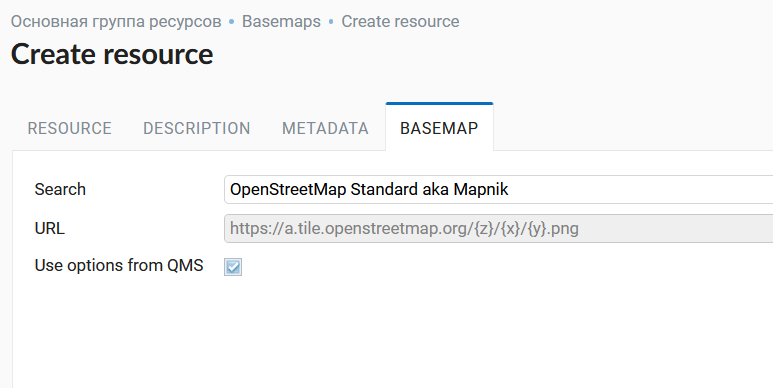 Основная группа ресурсов • Basemaps • Create resource
Create resource
RESOURCE DESCRIPTION METADATA BASEMAP
Search OpenStreetMap Standard aka Mapnik
URL https://a.tile.openstreetmap.org/{z}/{x}/{y}.png
Use options from QMS